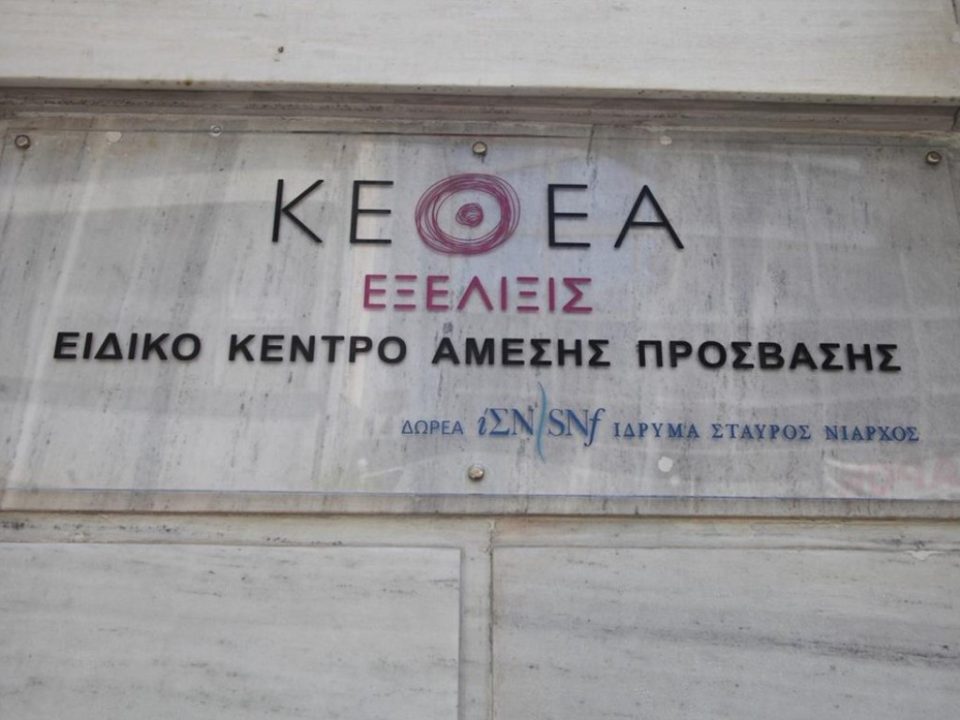 ΚΕΘΕΑ
ΕΞΕΛΙΞΙΣ
ΕΙΔΙΚΟ ΚΕΝΤΡΟ ΑΜΕΣΗΣ ΠΡΟΣΒΑΣΗΣ
ΔΩΡΕΑ ιΣΝ/SNf ΙΔΡΥΜΑ ΣΤΑΥΡΟΣ ΝΙΑΡΧΟΣ